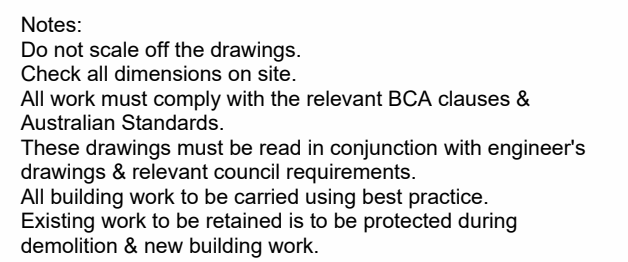 Notes:
Do not scale off the drawings.
Check all dimensions on site.
All work must comply with the relevant BCA clauses &
Australian Standards.
These drawings must be read in conjunction with engineer's
drawings & relevant council requirements.
All building work to be carried using best practice.
Existing work to be retained is to be protected during
demolition & new building work.